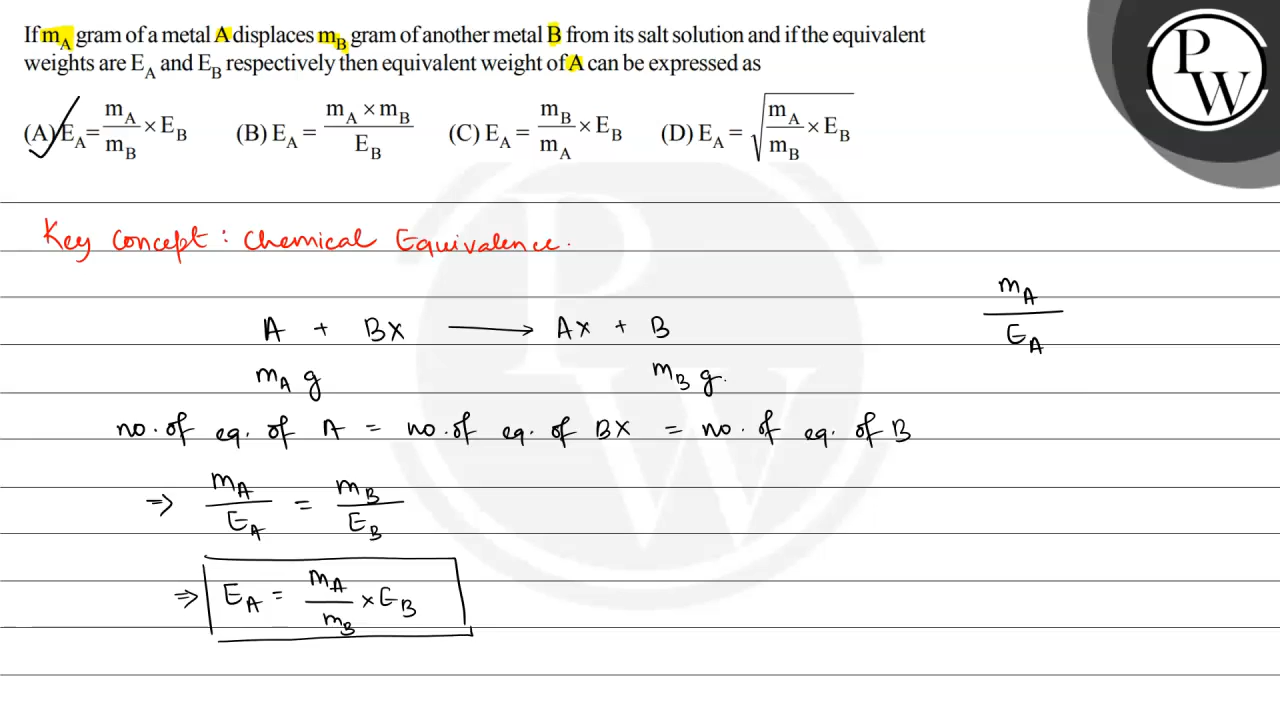 If m_A gram of a metal A displaces m_B gram of another metal B from its salt solution and if the equivalent
weights are E_A and E_B respectively then equivalent weight of A can be expressed as
(A) E_A = m_A/m_B × E_B (B) E_A = (m_A × m_B)/E_B (C) E_A = m_B/m_A × E_B (D) E_A = √(m_A/m_B × E_B)
PW
Key Concept : Chemical Equivalence.
A + BX ⟶ AX + B
m_A g m_B g.
m_A/E_A
no. of eq. of A = no. of eq. of BX = no. of eq. of B
⇒ m_A/E_A = m_B/E_B
⇒ E_A = m_A/m_B × E_B